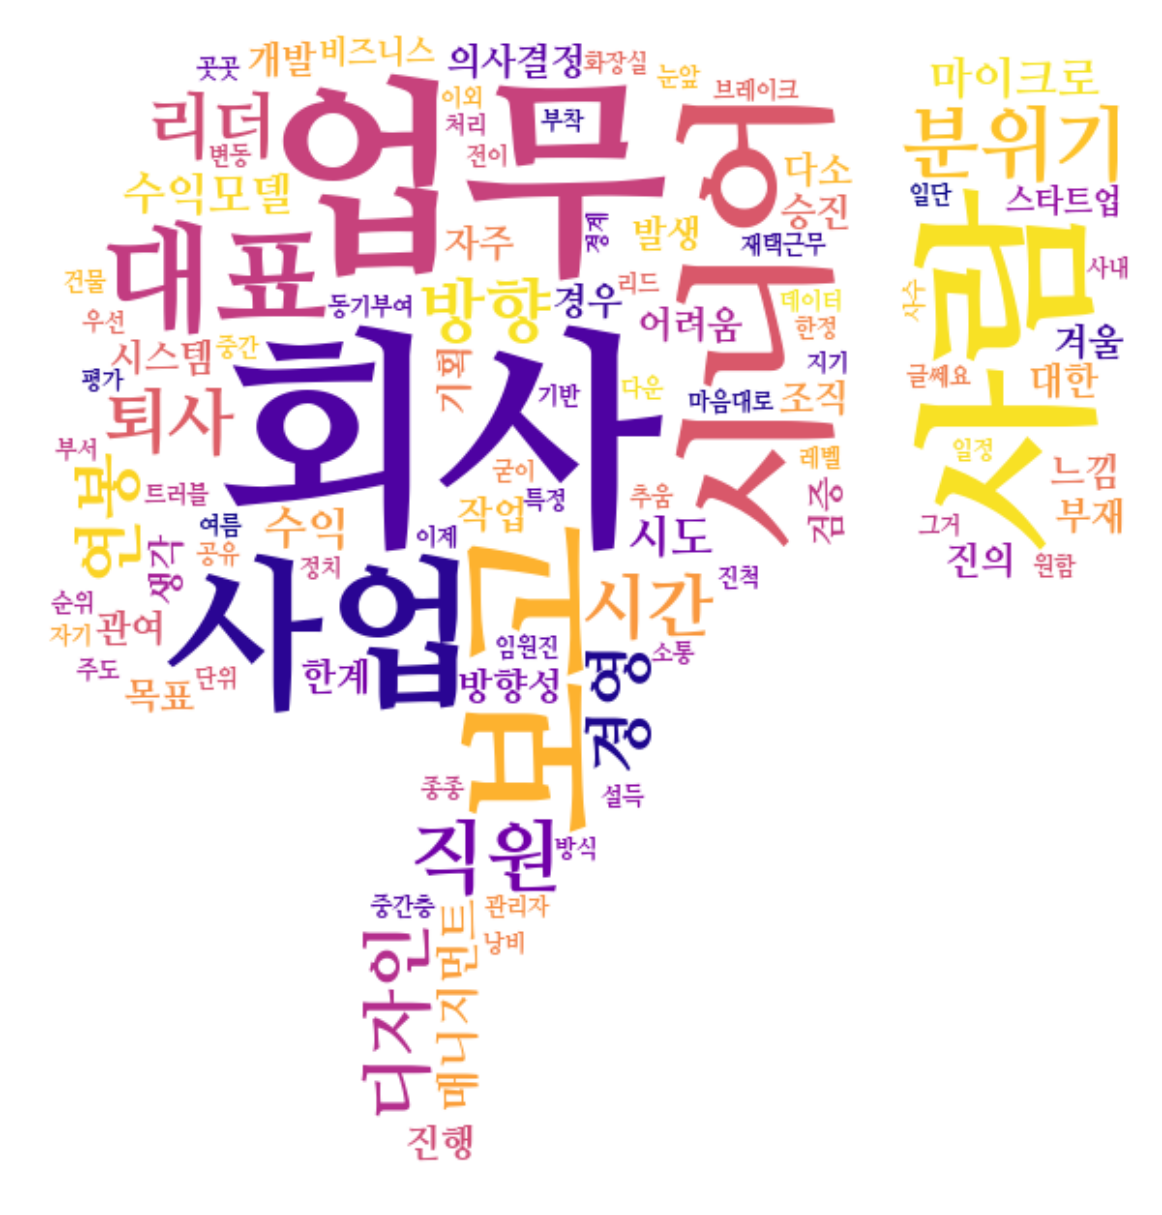 곳곳
개발
비즈니스
의사결정
화장실
눈앞
브레이크
마이크로
리더
변동
업무
이외
처리
전이
부착
시니어
다소
승진
분위기
일단
스타트업
수익모델
대표
자주
발생
재택근무
사람
사내
건물
우선
동기부여
방향
경우
리드
어려움
데이터
한정
사수
겨울
시스템
중간
평가
회사
기획
기반
다운
마음대로
지기
조직
글쎄요
대한
퇴사
부서
연봉
트러블
여름
생각
공유
수익
정치
굳이
작업
특정
이제
추움
시도
레벨
검증
일정
느낌
부재
그거
진의
원함
순위
자기
관여
주도
목표
단위
사업
한계
보고
임원진
방향성
시간
진척
소통
경영
종종
설득
직원
방식
중간층
관리자
낭비
디자인
매니지먼트
진행